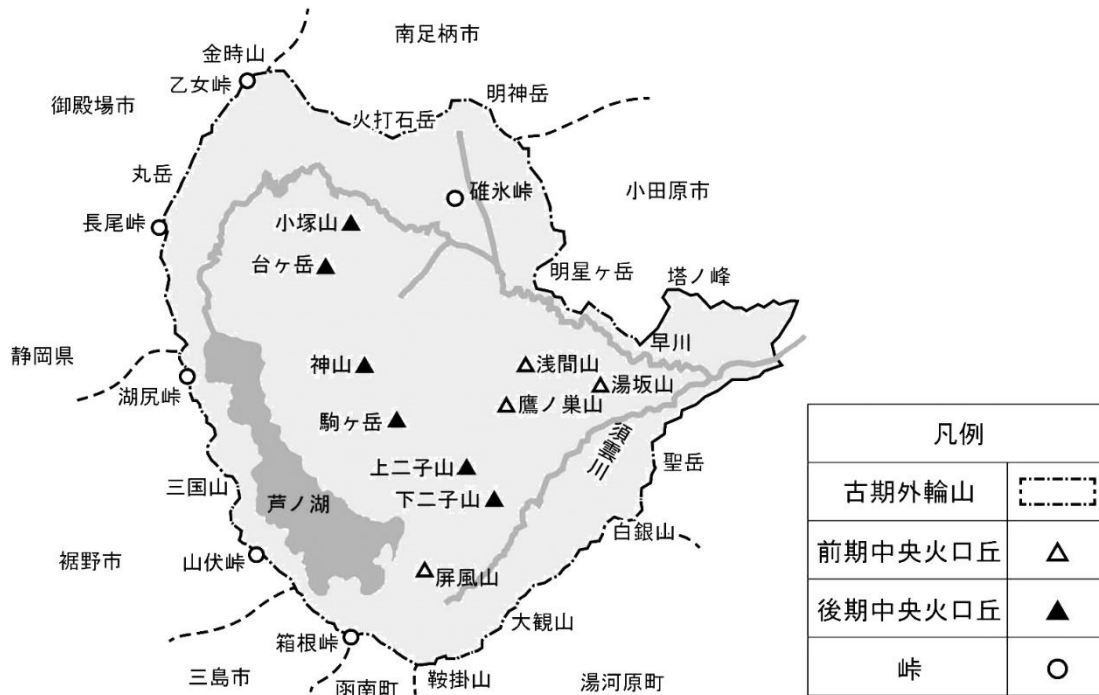 南足柄市
金時山
乙女峠
御殿場市
明神岳
火打石岳
丸岳
碓氷峠
小田原市
長尾峠
小塚山
台ヶ岳
明星ヶ岳
塔ノ峰
早川
静岡県
神山
浅間山
湖尻峠
湯坂山
鷹ノ巣山
駒ヶ岳
須雲川
聖岳
上二子山
三国山
芦ノ湖
下二子山
白銀山
裾野市
山伏峠
屏風山
大観山
箱根峠
三島市
函南町
鞍掛山
湯河原町
凡例
古期外輪山
前期中央火口丘
後期中央火口丘
峠